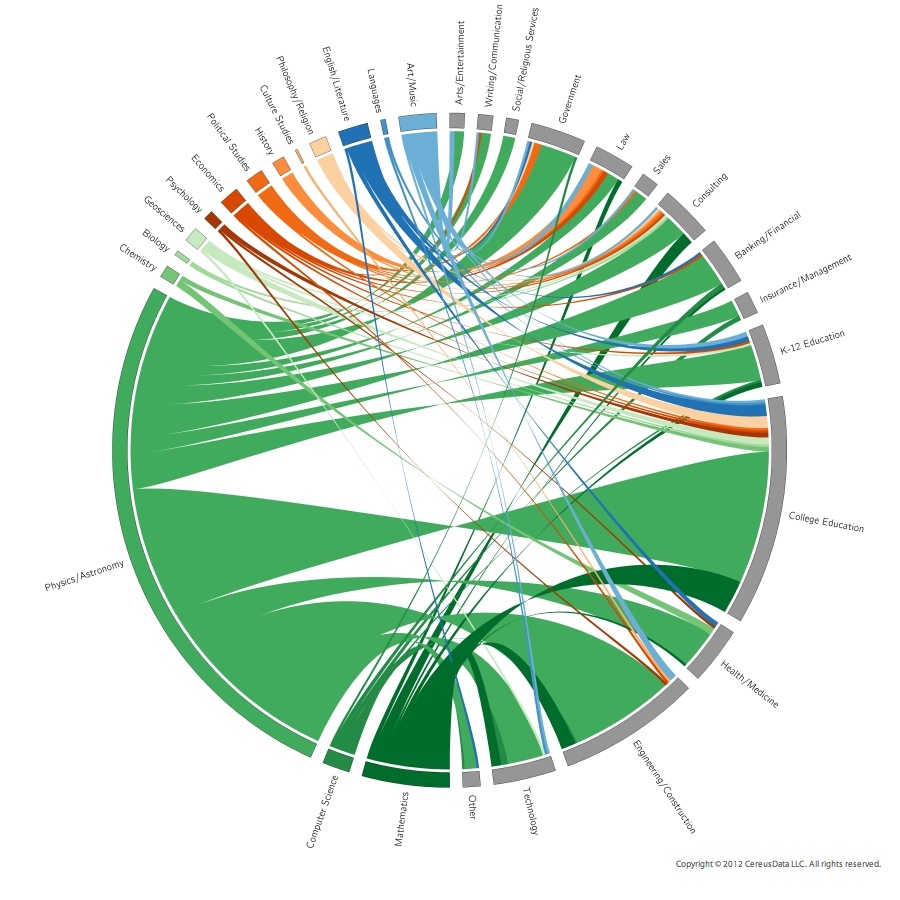 Arts/Entertainment
Writing/Communication
Social/Religious Services
Government
Law
Sales
Consulting
Banking/Financial
Insurance/Management
K-12 Education
College Education
Health/Medicine
Engineering/Construction
Technology
Other
Mathematics
Computer Science
Physics/Astronomy
Chemistry
Biology
Geosciences
Psychology
Economics
Political Studies
History
Culture Studies
Philosophy/Religion
English/Literature
Languages
Art/Music
Copyright © 2012 CereusData LLC. All rights reserved.